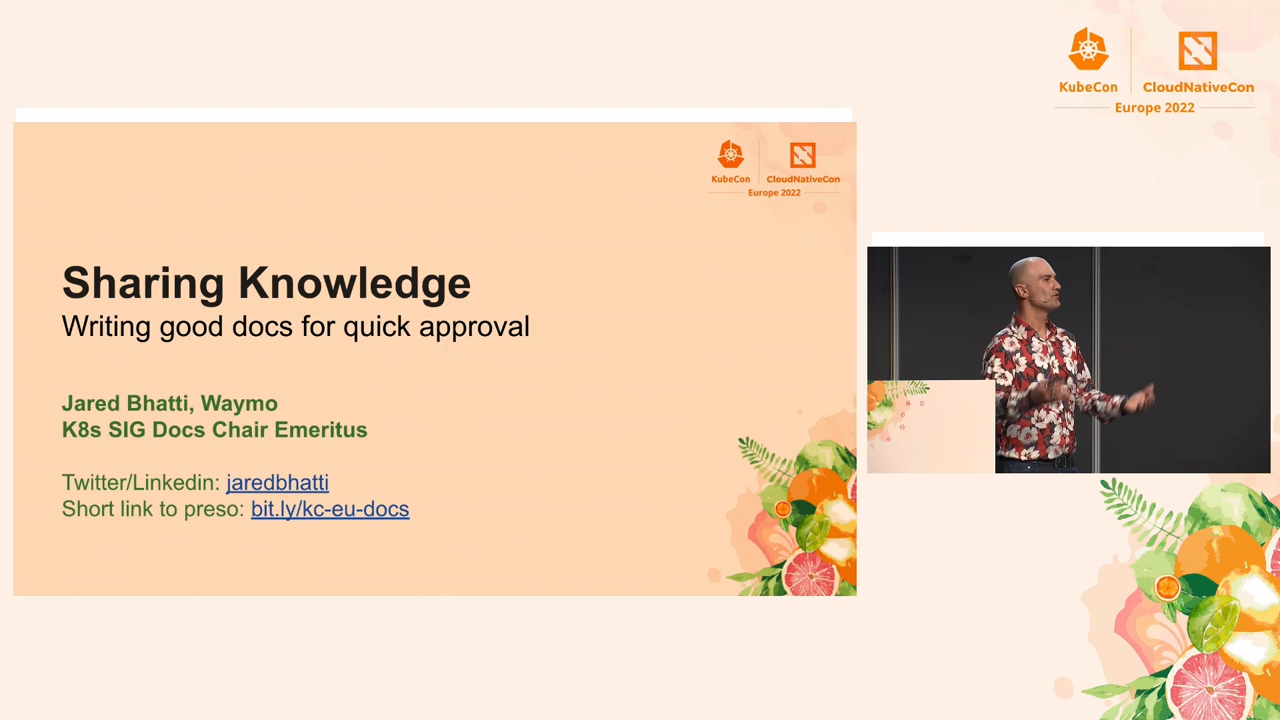 KubeCon
CloudNativeCon
Europe 2022
KubeCon
CloudNativeCon
Europe 2022
Sharing Knowledge
Writing good docs for quick approval
Jared Bhatti, Waymo
K8s SIG Docs Chair Emeritus
Twitter/Linkedin: jaredbhatti
Short link to preso: bit.ly/kc-eu-docs